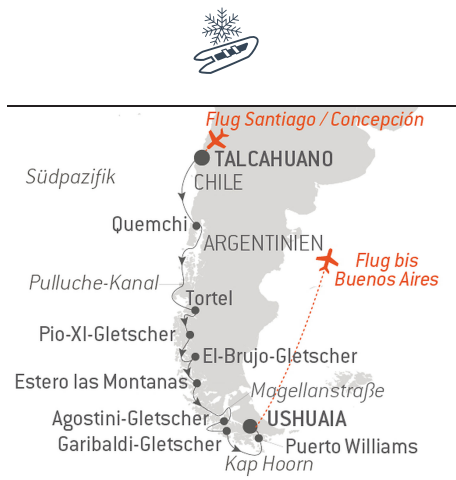 Flug Santiago / Concepción
TALCAHUANO
Südpazifik
CHILE
Quemchi
ARGENTINIEN
Flug bis
Buenos Aires
Pulluche-Kanal
Tortel
Pio-XI-Gletscher
El-Brujo-Gletscher
Estero las Montanas
Magellanstraße
Agostini-Gletscher
USHUAIA
Garibaldi-Gletscher
Puerto Williams
Kap Hoorn